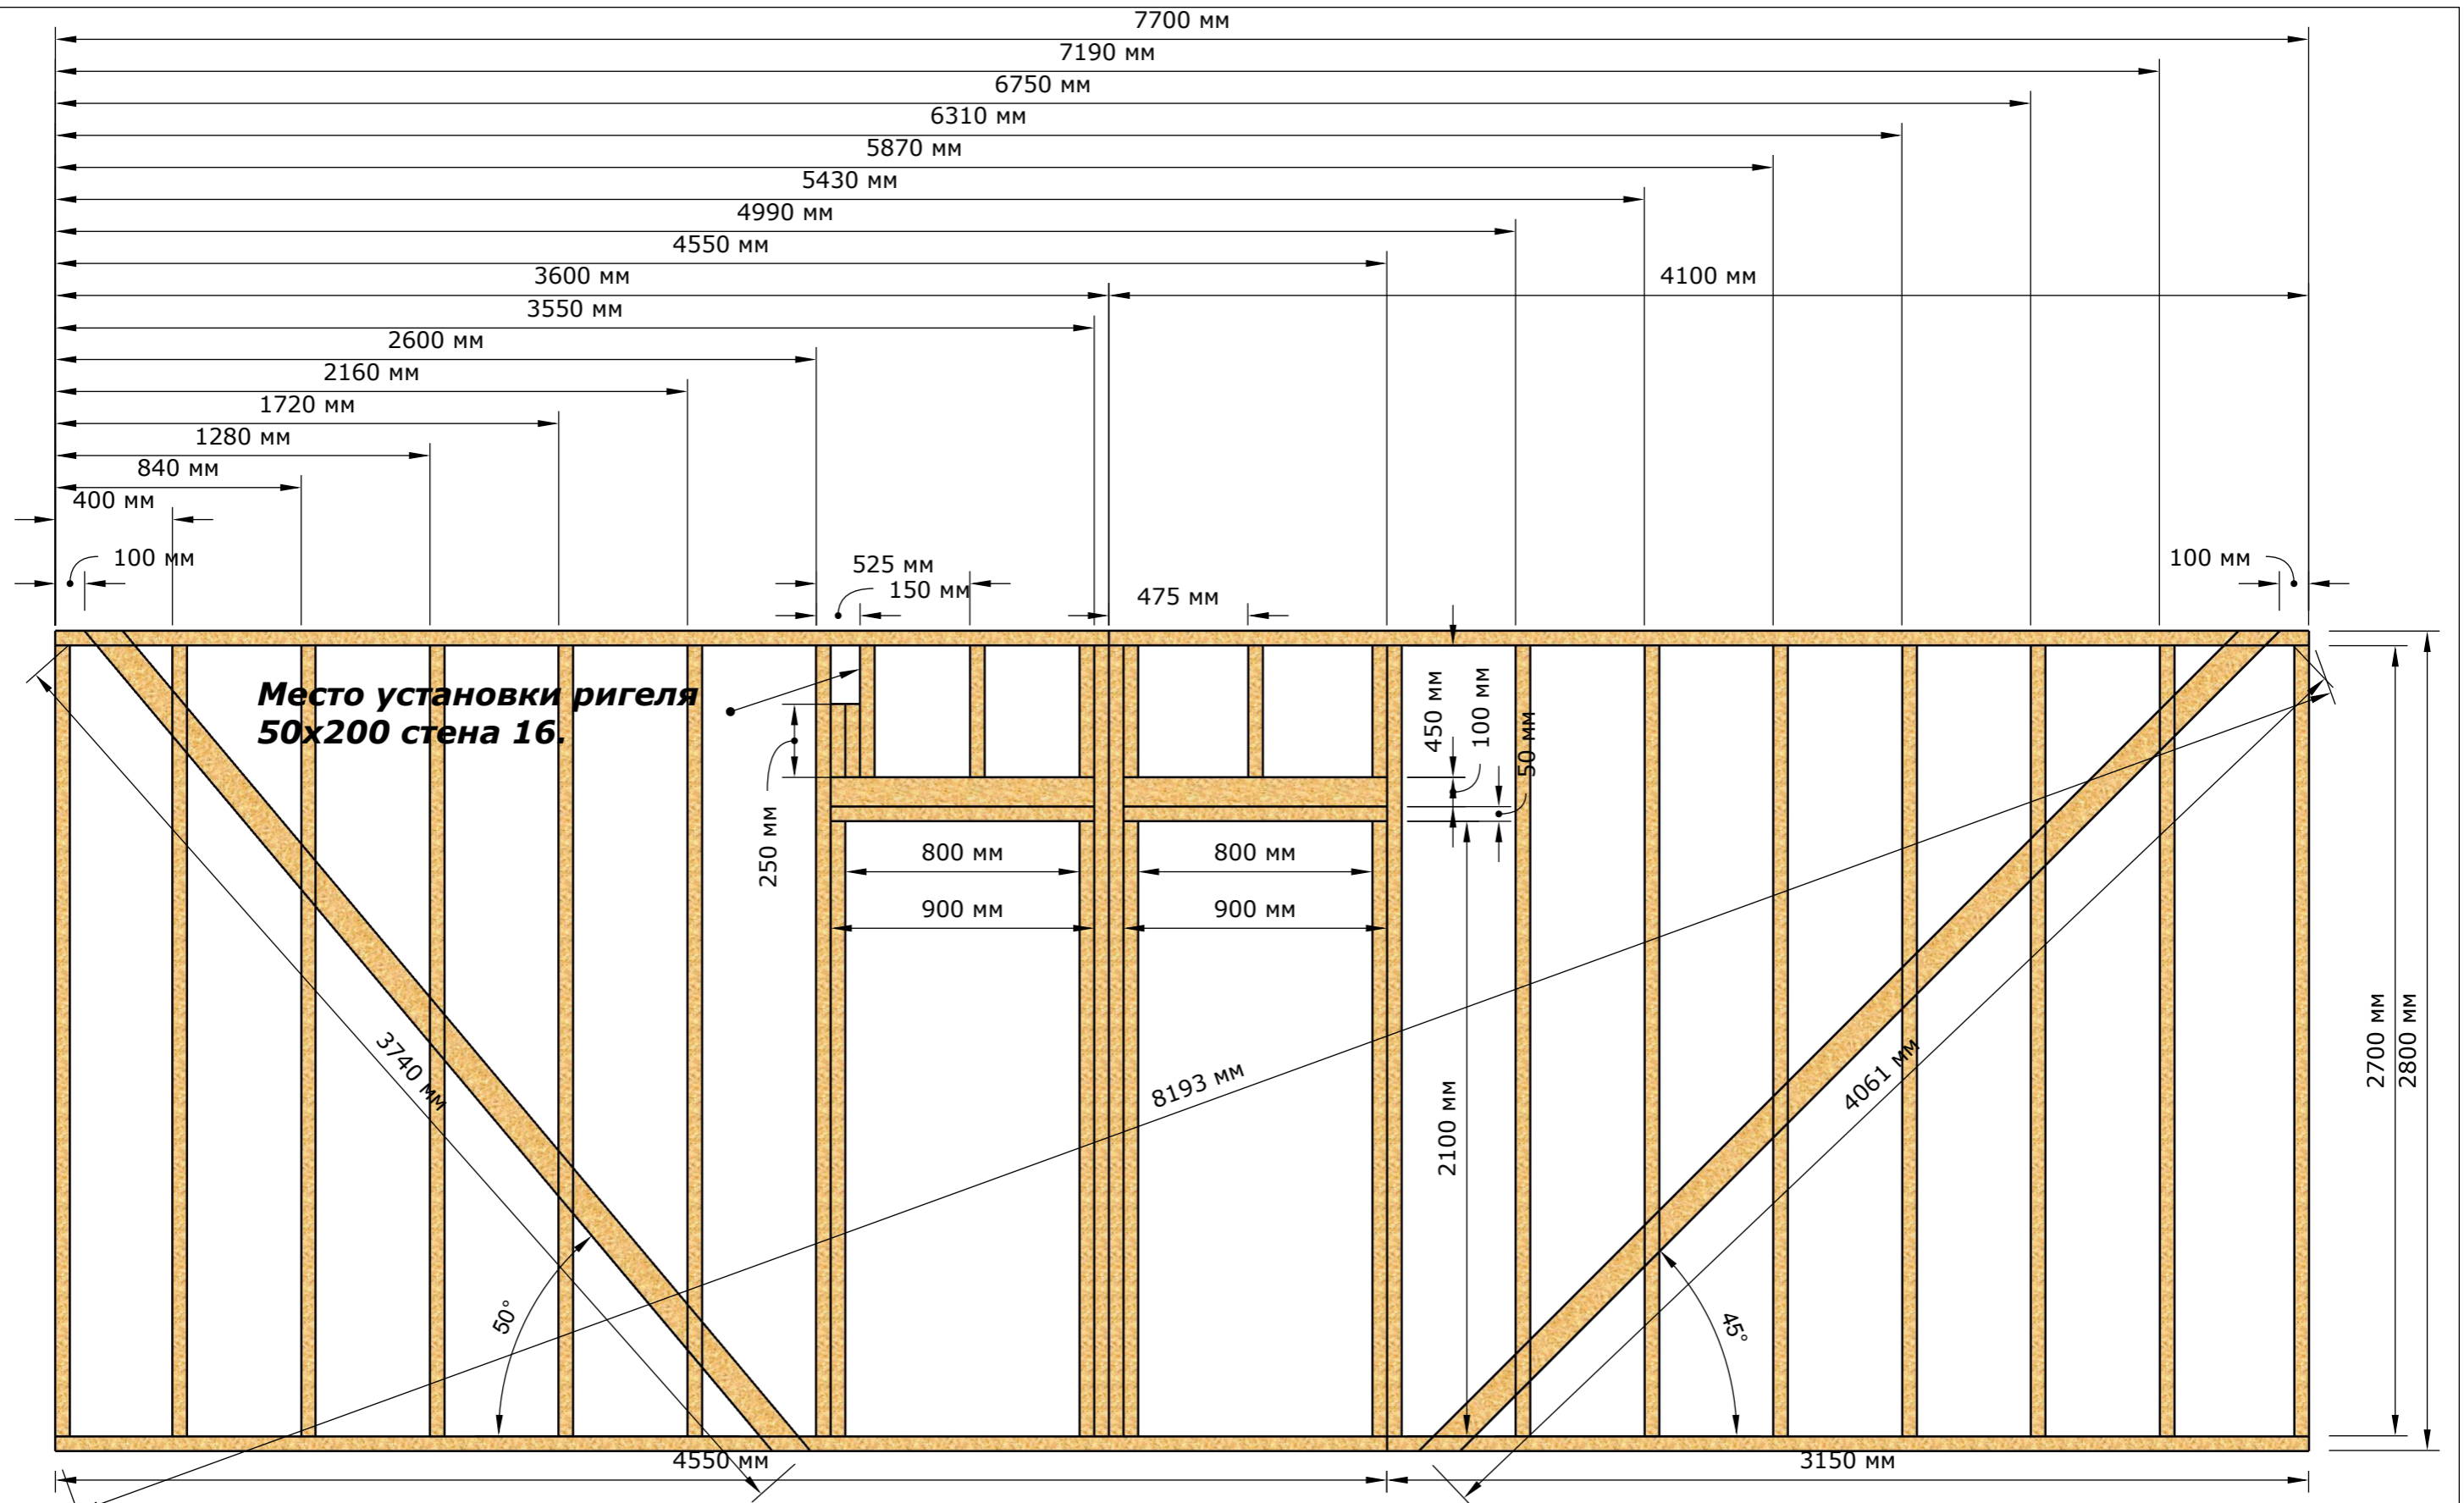 7700 мм
7190 мм
6750 мм
6310 мм
5870 мм
5430 мм
4990 мм
4550 мм
3600 мм
4100 мм
3550 мм
2600 мм
2160 мм
1720 мм
1280 мм
840 мм
400 мм
100 мм
525 мм
150 мм
475 мм
100 мм
Место установки ригеля
50x200 стена 16.
450 мм
100 мм
50 мм
250 мм
800 мм
800 мм
900 мм
900 мм
3740 мм
8193 мм
4061 мм
2100 мм
2700 мм
2800 мм
50°
45°
4550 мм
3150 мм